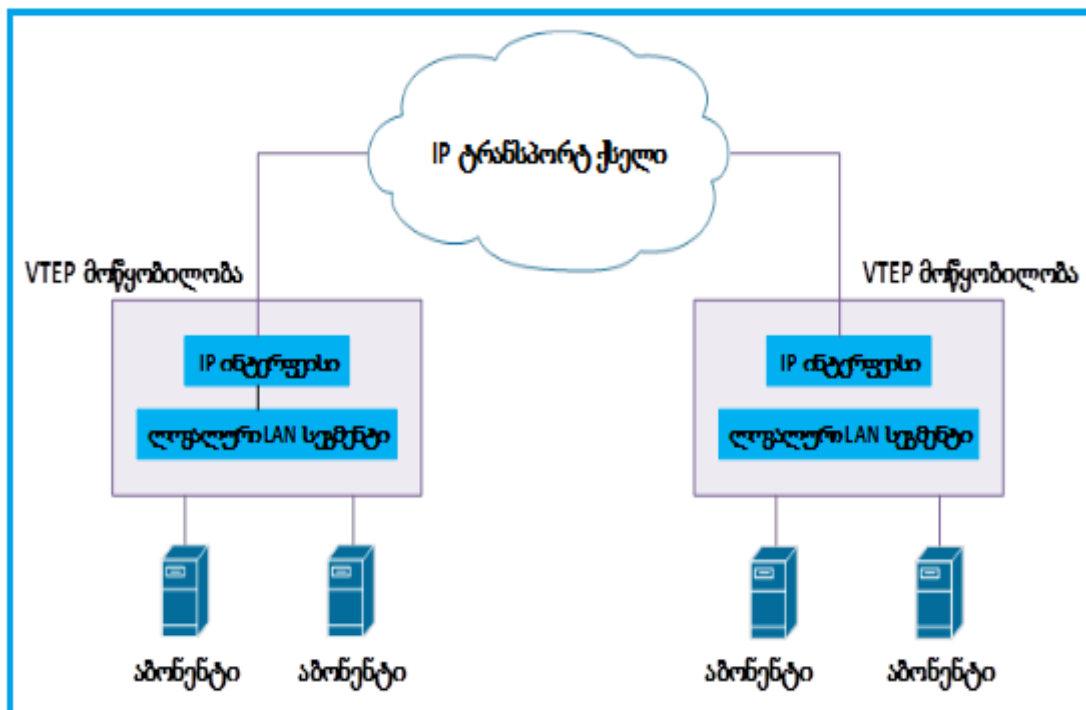 IP ტრანსპორტ ქსელი
VTEP მოწყობილობა
VTEP მოწყობილობა
IP ინტერფეისი
IP ინტერფეისი
ლოკალური LAN სეგმენტი
ლოკალური LAN სეგმენტი
აბონენტი
აბონენტი
აბონენტი
აბონენტი